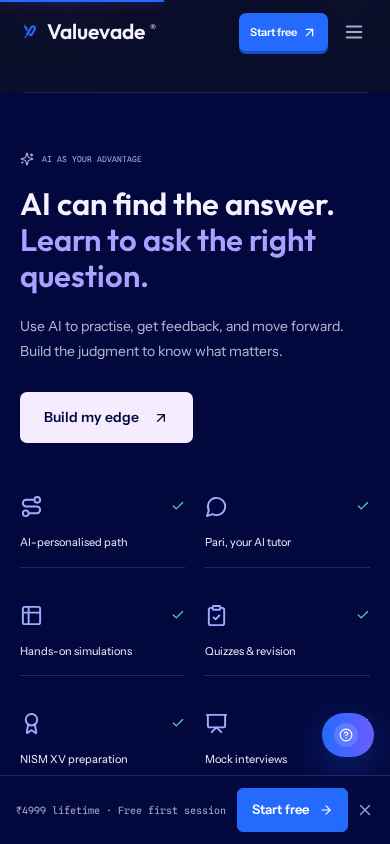 Valuevade ®
Start free
AI AS YOUR ADVANTAGE
AI can find the answer.
Learn to ask the right
question.
Use AI to practise, get feedback, and move forward.
Build the judgment to know what matters.
Build my edge
AI-personalised path
Pari, your AI tutor
Hands-on simulations
Quizzes & revision
NISM XV preparation
Mock interviews
₹4999 lifetime · Free first session
Start free